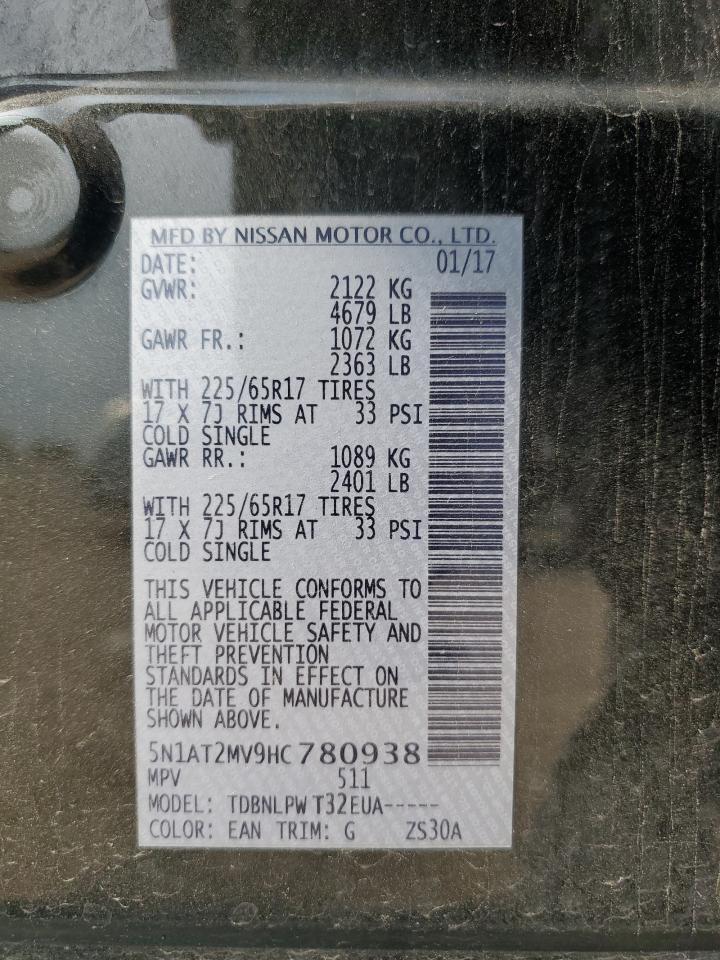 MFD BY NISSAN MOTOR CO., LTD.
DATE: 01/17
GVWR: 2122 KG
4679 LB
GAWR FR.: 1072 KG
2363 LB
WITH 225/65R17 TIRES
17 X 7J RIMS AT 33 PSI
COLD SINGLE
GAWR RR.: 1089 KG
2401 LB
WITH 225/65R17 TIRES
17 X 7J RIMS AT 33 PSI
COLD SINGLE
THIS VEHICLE CONFORMS TO
ALL APPLICABLE FEDERAL
MOTOR VEHICLE SAFETY AND
THEFT PREVENTION
STANDARDS IN EFFECT ON
THE DATE OF MANUFACTURE
SHOWN ABOVE.
5N1AT2MV9HC780938
MPV 511
MODEL: TDBNLPW T32EUA-----
COLOR: EAN TRIM: G ZS30A